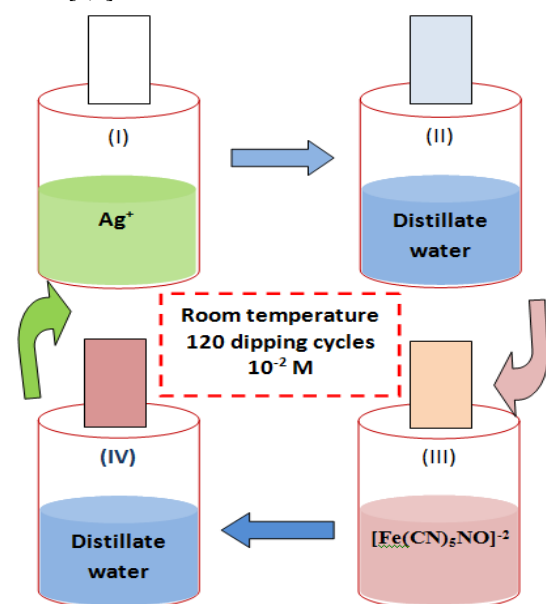 (I)
(II)
Ag⁺
Distillate
water
Room temperature
120 dipping cycles
10⁻² M
(IV)
(III)
Distillate
water
[Fe(CN)₅NO]⁻²